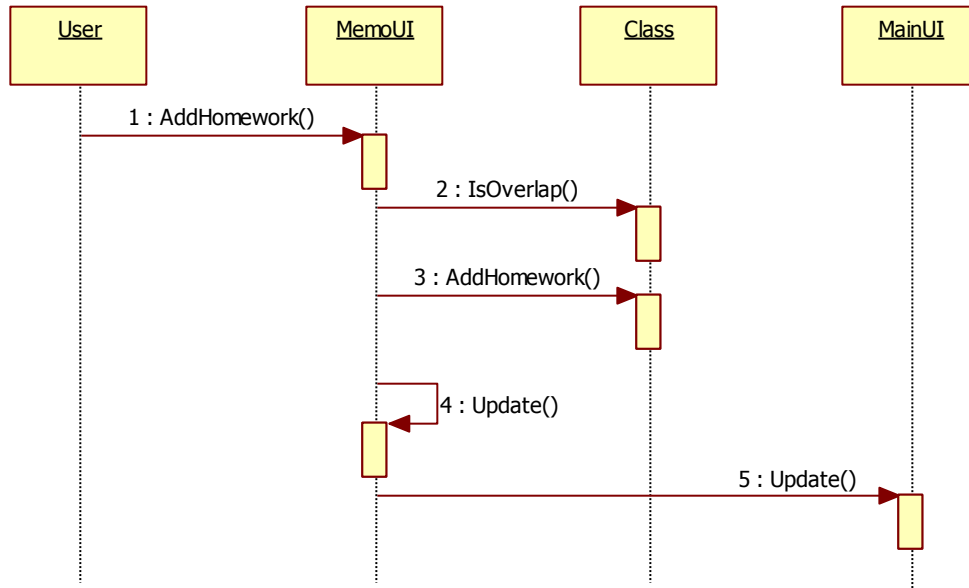 User
MemoUI
Class
MainUI
1 : AddHomework()
2 : IsOverlap()
3 : AddHomework()
4 : Update()
5 : Update()